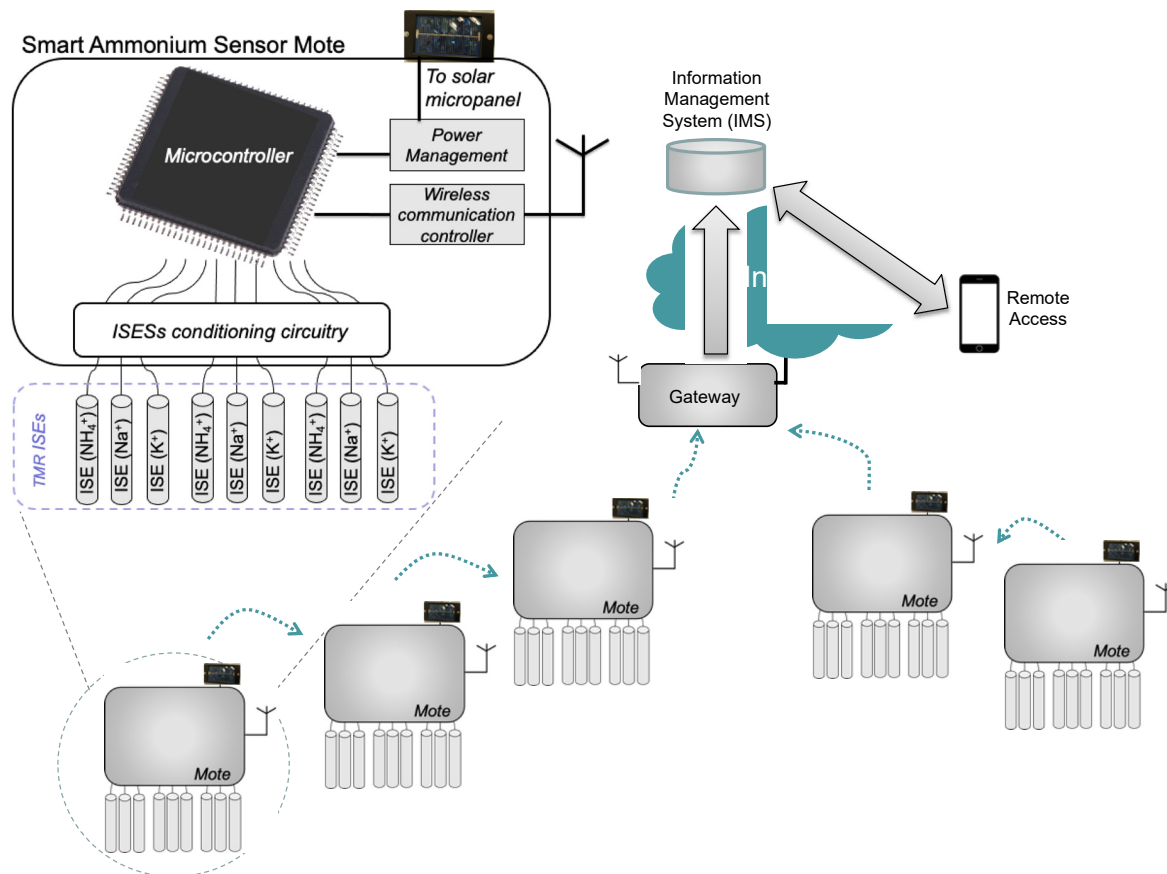 Smart Ammonium Sensor Mote
To solar
micropanel
Microcontroller
Power
Management
Wireless
communication
controller
ISESs conditioning circuitry
TMR ISEs
ISE (NH₄⁺)
ISE (Na⁺)
ISE (K⁺)
ISE (NH₄⁺)
ISE (Na⁺)
ISE (K⁺)
ISE (NH₄⁺)
ISE (Na⁺)
ISE (K⁺)
Information
Management
System (IMS)
In
Remote
Access
Gateway
Mote
Mote
Mote
Mote
Mote